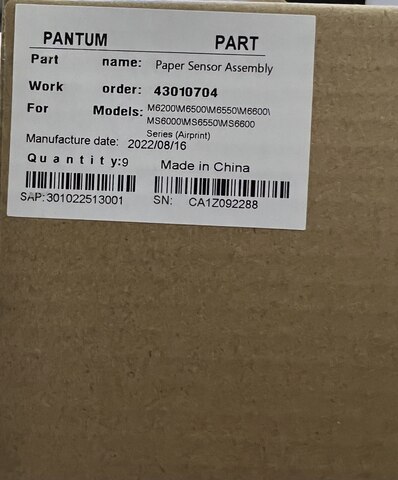 PANTUM PART
Part name: Paper Sensor Assembly
Work order: 43010704
For Models: M6200\M6500\M6550\M6600\
MS6000\MS6550\MS6600
Series (Airprint)
Manufacture date: 2022/08/16
Quantity:9 Made in China
SAP:301022513001 SN: CA1Z092288